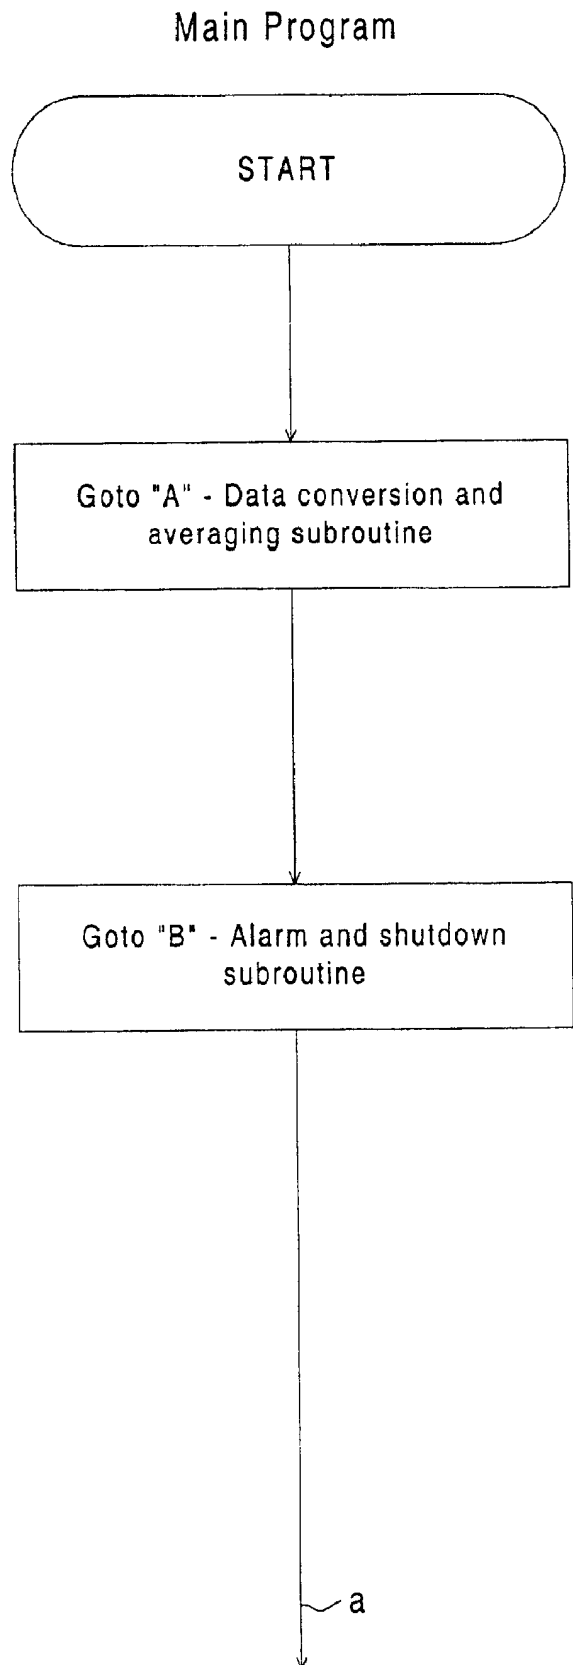 Main Program
START
Goto "A" - Data conversion and
averaging subroutine
Goto "B" - Alarm and shutdown
subroutine
a